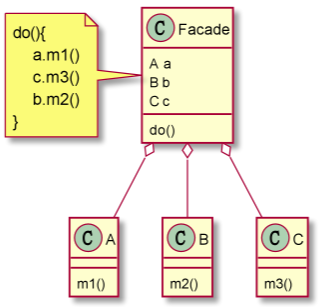 do(){
a.m1()
c.m3()
b.m2()
}
C Facade
A a
B b
C c
do()
C A
m1()
C B
m2()
C C
m3()